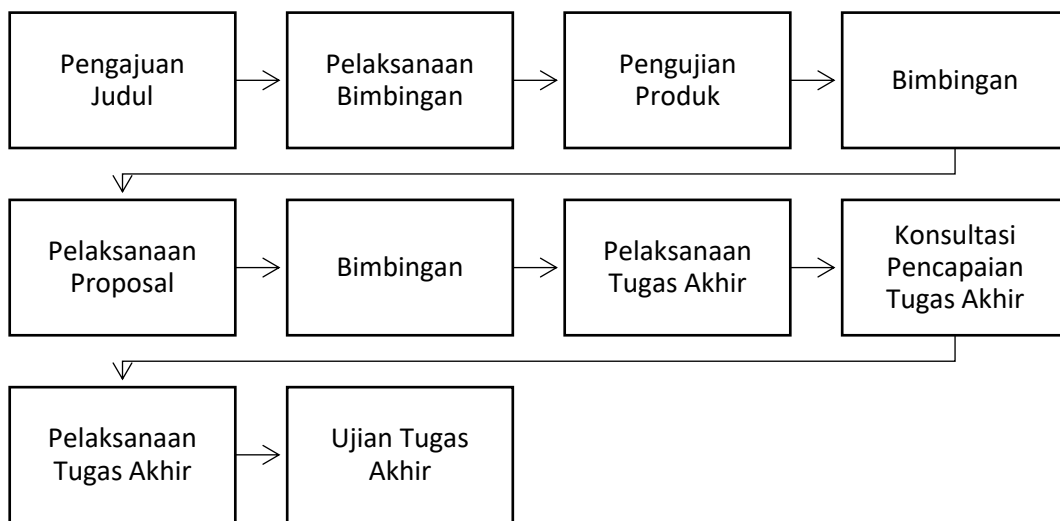 Pengajuan
Judul
Pelaksanaan
Bimbingan
Pengujian
Produk
Bimbingan
Pelaksanaan
Proposal
Bimbingan
Pelaksanaan
Tugas Akhir
Konsultasi
Pencapaian
Tugas Akhir
Pelaksanaan
Tugas Akhir
Ujian Tugas
Akhir